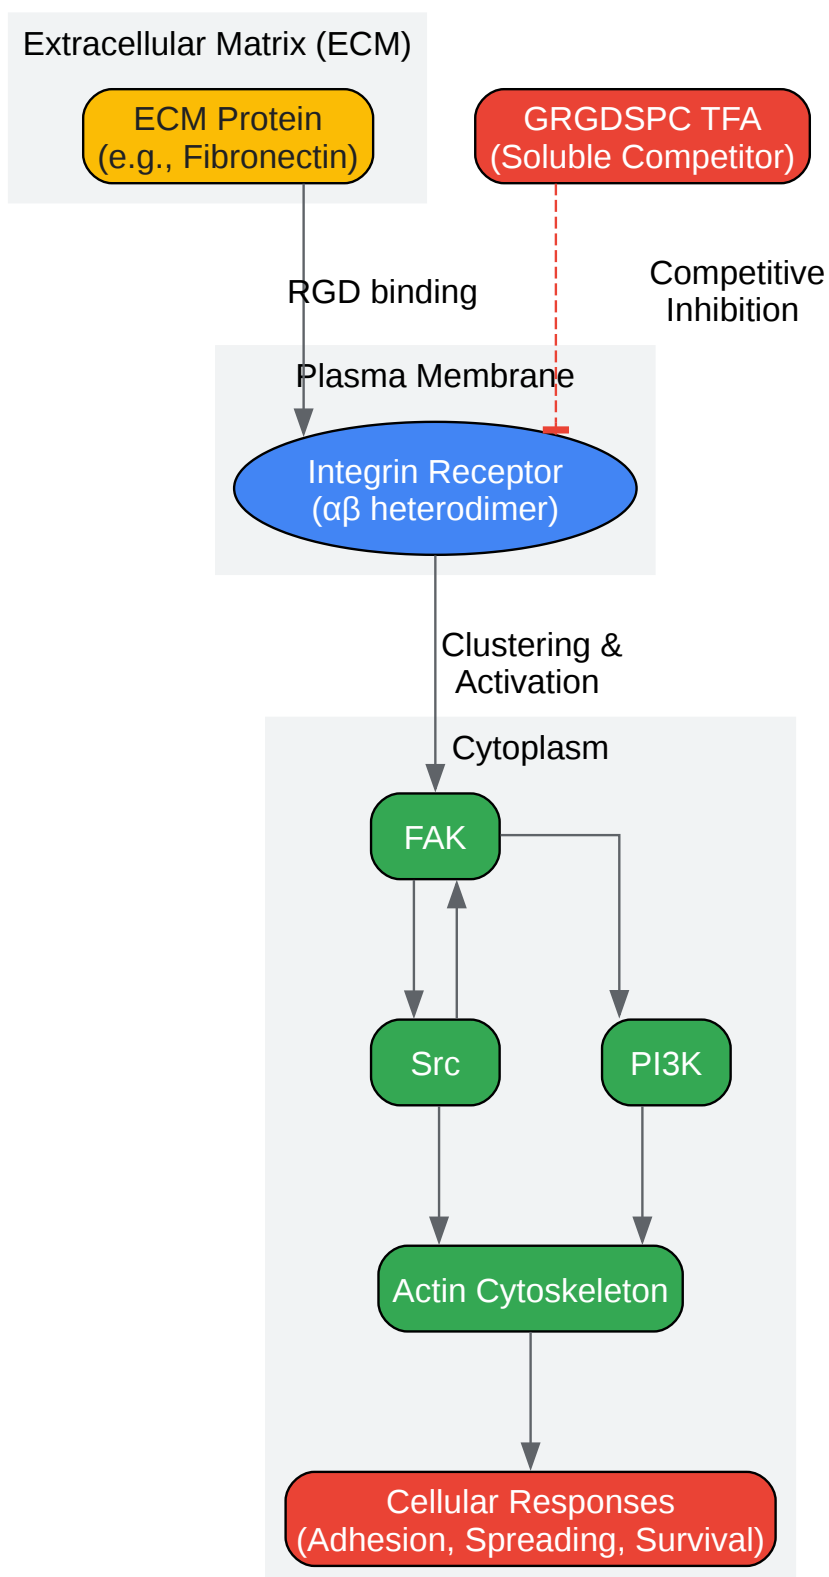 Extracellular Matrix (ECM)
ECM Protein
(e.g., Fibronectin)
GRGDSPC TFA
(Soluble Competitor)
RGD binding
Competitive
Inhibition
Plasma Membrane
Integrin Receptor
(αβ heterodimer)
Clustering &
Activation
Cytoplasm
FAK
Src
PI3K
Actin Cytoskeleton
Cellular Responses
(Adhesion, Spreading, Survival)